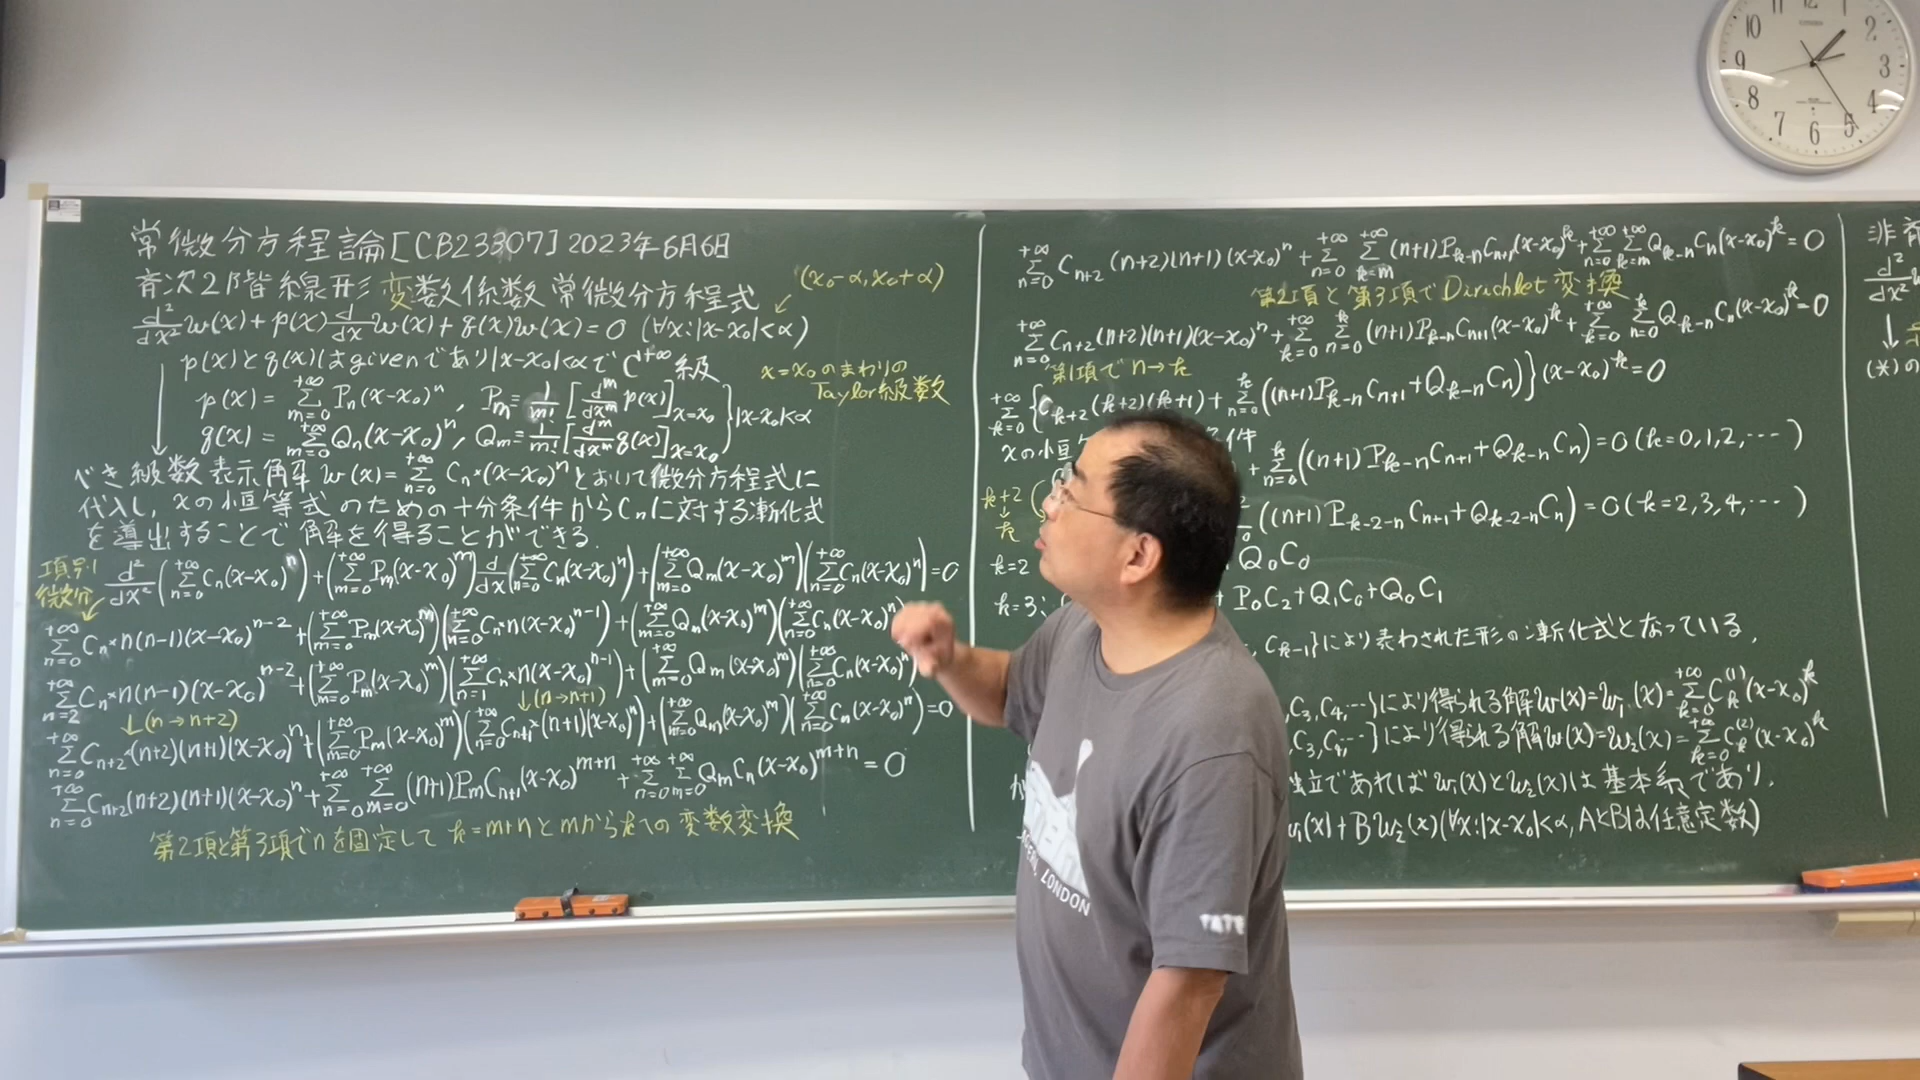 常微分方程論[CB23307]2023年6月6日
斉次2階線形変数係数常微分方程式
(x₀-α, x₀+α)
d²/dx² w(x)+p(x) d/dx w(x)+q(x)w(x)=0 (∀x:|x-x₀|<α)
p(x)とq(x)はgivenであり|x-x₀|<αでC^{+∞}級
p(x)= Σ_{m=0}^{+∞} Pₙ(x-x₀)ⁿ, Pₘ≡ 1/m! [d^m/dx^m p(x)]_{x=x₀}
q(x)= Σ_{m=0}^{+∞} Qₙ(x-x₀)ⁿ, Qₘ≡ 1/m! [d^m/dx^m q(x)]_{x=x₀} } |x-x₀|<α
x=x₀のまわりの
Taylor級数
べき級数表示解 w(x)= Σ_{n=0}^{+∞} Cₙ×(x-x₀)ⁿとおいて微分方程式に
代入し, xの恒等式のための十分条件からCₙに対する漸化式
を導出することで解を得ることができる.
項別
微分
d²/dx² (Σ_{n=0}^{+∞} Cₙ(x-x₀)ⁿ)+(Σ_{m=0}^{+∞} Pₘ(x-x₀)^m) d/dx (Σ_{n=0}^{+∞} Cₙ(x-x₀)ⁿ)+(Σ_{m=0}^{+∞} Qₘ(x-x₀)^m)(Σ_{n=0}^{+∞} Cₙ(x-x₀)ⁿ)=0
Σ_{n=0}^{+∞} Cₙ×n(n-1)(x-x₀)^{n-2}+(Σ_{m=0}^{+∞} Pₘ(x-x₀)^m)(Σ_{n=0}^{+∞} Cₙ×n(x-x₀)^{n-1})+(Σ_{m=0}^{+∞} Qₘ(x-x₀)^m)(Σ_{n=0}^{+∞} Cₙ(x-x₀)ⁿ)
Σ_{n=2}^{+∞} Cₙ×n(n-1)(x-x₀)^{n-2}+(Σ_{m=0}^{+∞} Pₘ(x-x₀)^m)(Σ_{n=1}^{+∞} Cₙ×n(x-x₀)^{n-1})+(Σ_{m=0}^{+∞} Qₘ(x-x₀)^m)(Σ_{n=0}^{+∞} Cₙ(x-x₀)ⁿ)
↓(n→n+2) ↓(n→n+1)
Σ_{n=0}^{+∞} C_{n+2}×(n+2)(n+1)(x-x₀)ⁿ+(Σ_{m=0}^{+∞} Pₘ(x-x₀)^m)(Σ_{n=0}^{+∞} C_{n+1}×(n+1)(x-x₀)ⁿ)+(Σ_{m=0}^{+∞} Qₘ(x-x₀)^m)(Σ_{n=0}^{+∞} Cₙ(x-x₀)ⁿ)=0
Σ_{n=0}^{+∞} C_{n+2}(n+2)(n+1)(x-x₀)ⁿ+ Σ_{n=0}^{+∞} Σ_{m=0}^{+∞} (n+1)PₘC_{n+1}(x-x₀)^{m+n}+ Σ_{n=0}^{+∞} Σ_{m=0}^{+∞} QₘCₙ(x-x₀)^{m+n}=0
第2項と第3項でnを固定してk=m+nとmからkへの変数変換
Σ_{n=0}^{+∞} C_{n+2}(n+2)(n+1)(x-x₀)ⁿ+ Σ_{n=0}^{+∞} Σ_{k=m}^{+∞} (n+1)P_{k-n}C_{n+1}(x-x₀)^k+ Σ_{n=0}^{+∞} Σ_{k=m}^{+∞} Q_{k-n}Cₙ(x-x₀)^k=0
第2項と第3項でDirichlet変換
Σ_{n=0}^{+∞} C_{n+2}(n+2)(n+1)(x-x₀)ⁿ+ Σ_{k=0}^{+∞} Σ_{n=0}^{k} (n+1)P_{k-n}C_{n+1}(x-x₀)^k+ Σ_{k=0}^{+∞} Σ_{n=0}^{k} Q_{k-n}Cₙ(x-x₀)^k=0
第1項でn→k
Σ_{k=0}^{+∞} {C_{k+2}(k+2)(k+1)+ Σ_{n=0}^{k} ((n+1)P_{k-n}C_{n+1}+Q_{k-n}Cₙ)}(x-x₀)^k=0
xの恒 件
+ Σ_{n=0}^{k} ((n+1)P_{k-n}C_{n+1}+Q_{k-n}Cₙ)=0 (k=0,1,2,⋯)
k+2
↓
k
((n+1)P_{k-2-n}C_{n+1}+Q_{k-2-n}Cₙ)=0 (k=2,3,4,⋯)
k=2 Q₀C₀
k=3: + P₀C₂+Q₁C₀+Q₀C₁
, C_{k-1}}により表わされた形の漸化式となっている.
, C₃, C₄,⋯}により得られる解w(x)=w₁(x)= Σ_{k=0}^{+∞} C_k^{(1)}(x-x₀)^k
, C₃, C₄,⋯}により得られる解w(x)=w₂(x)= Σ_{k=0}^{+∞} C_k^{(2)}(x-x₀)^k
が 独立であればw₁(x)とw₂(x)は基本系であり,
w₁(x)+Bw₂(x) (∀x:|x-x₀|<α, AとBは任意定数)
非斉
d²/dx²
↓
(*)の
LONDON
TATE